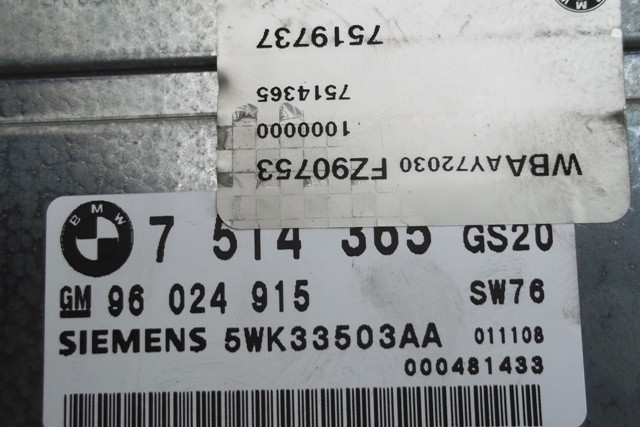 WBAAY72030 FZ90753
1000000
7514365
7519737
BMW
7 514 365 GS20
GM 96 024 915 SW76
SIEMENS 5WK33503AA 011108
000481433